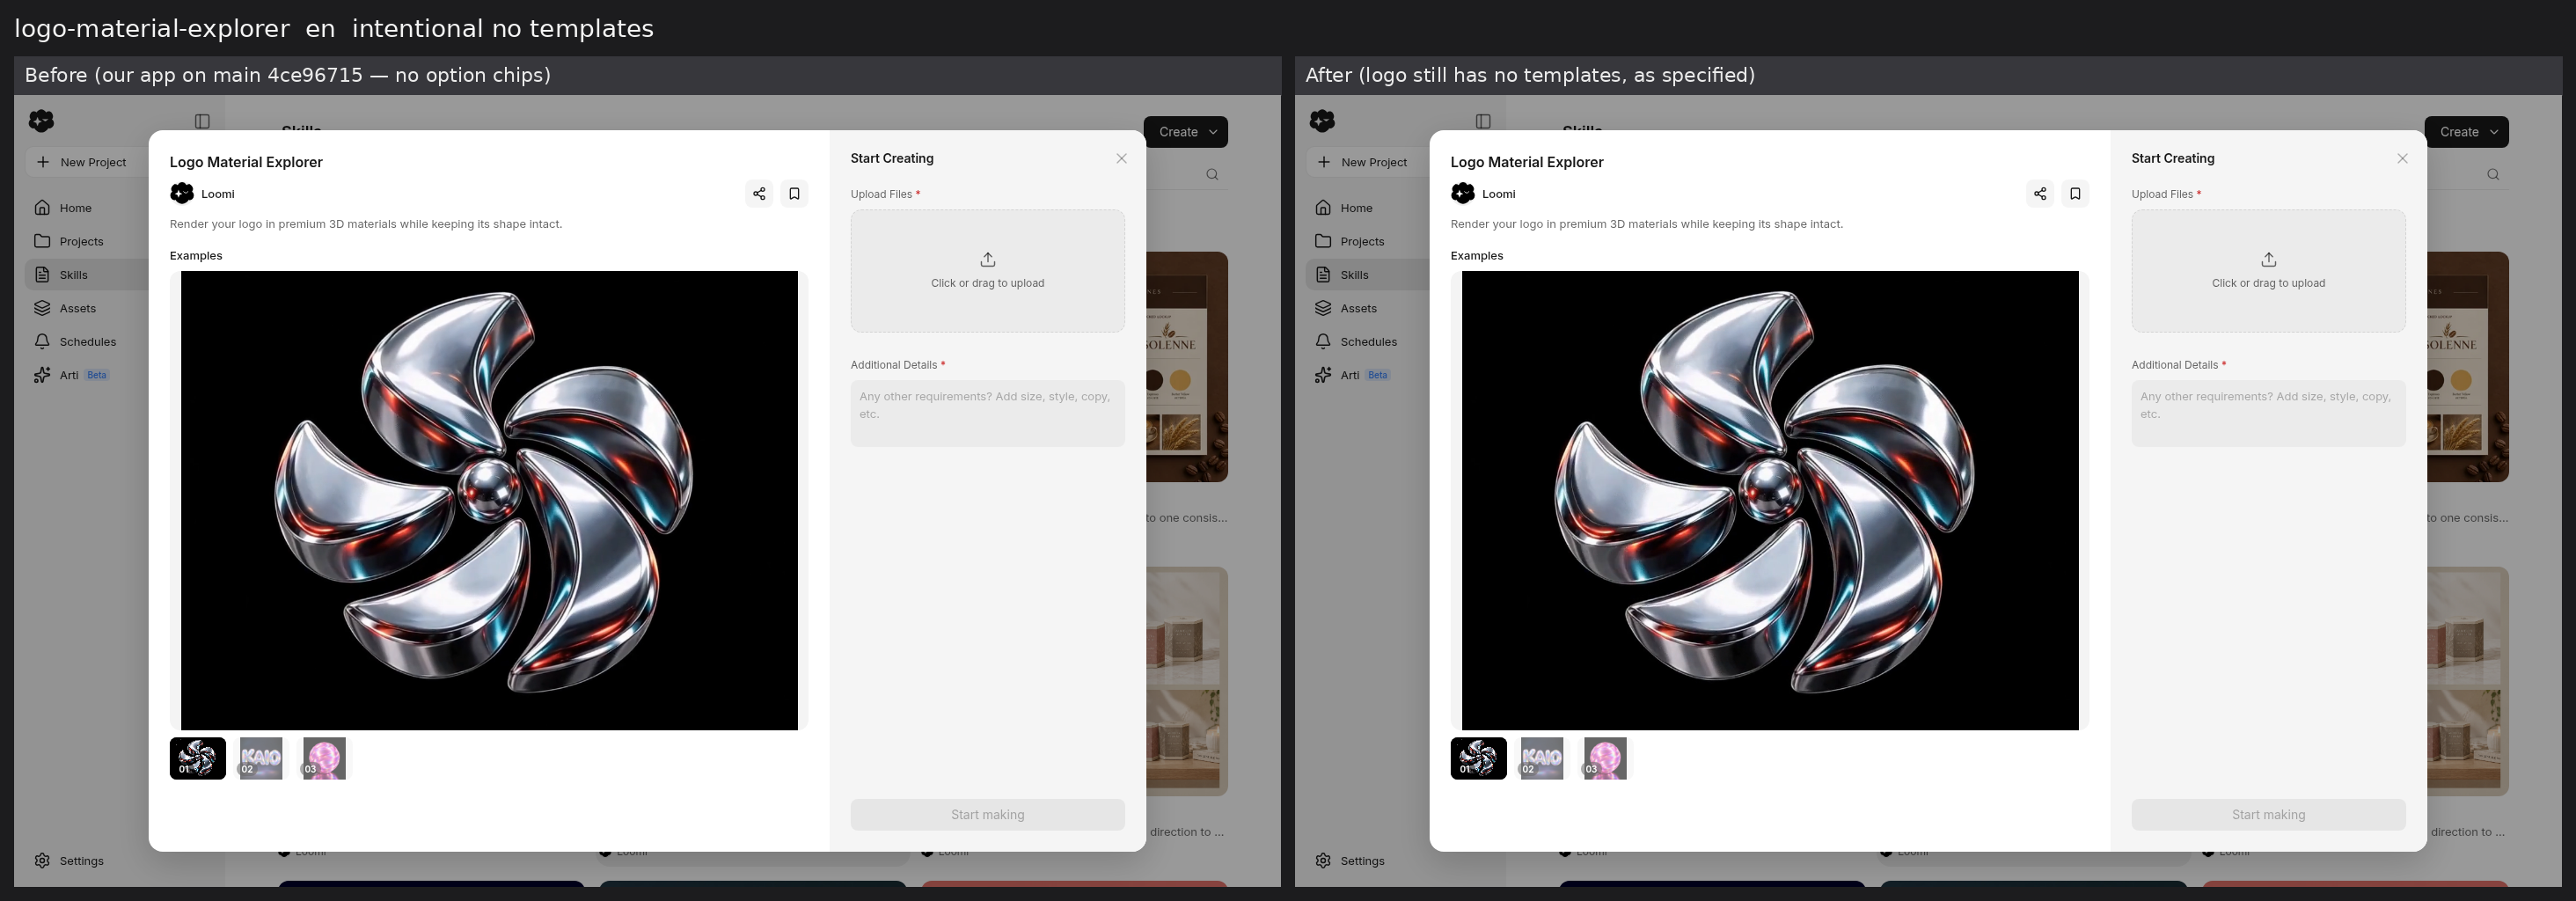 logo-material-explorer  en  intentional no templates
Before (our app on main 4ce96715 — no option chips)
New Project
Home
Projects
Skills
Assets
Schedules
Arti Beta
Settings
Create
Logo Material Explorer
Loomi
Render your logo in premium 3D materials while keeping its shape intact.
Examples
01
KAIO
02
03
Start Creating
Upload Files *
Click or drag to upload
Additional Details *
Any other requirements? Add size, style, copy,
etc.
Start making
SOLENNE
to one consis...
direction to ...
After (logo still has no templates, as specified)
New Project
Home
Projects
Skills
Assets
Schedules
Arti Beta
Settings
Create
Logo Material Explorer
Loomi
Render your logo in premium 3D materials while keeping its shape intact.
Examples
01
KAIO
02
03
Start Creating
Upload Files *
Click or drag to upload
Additional Details *
Any other requirements? Add size, style, copy,
etc.
Start making
SOLENNE
to one consis...
direction to ...